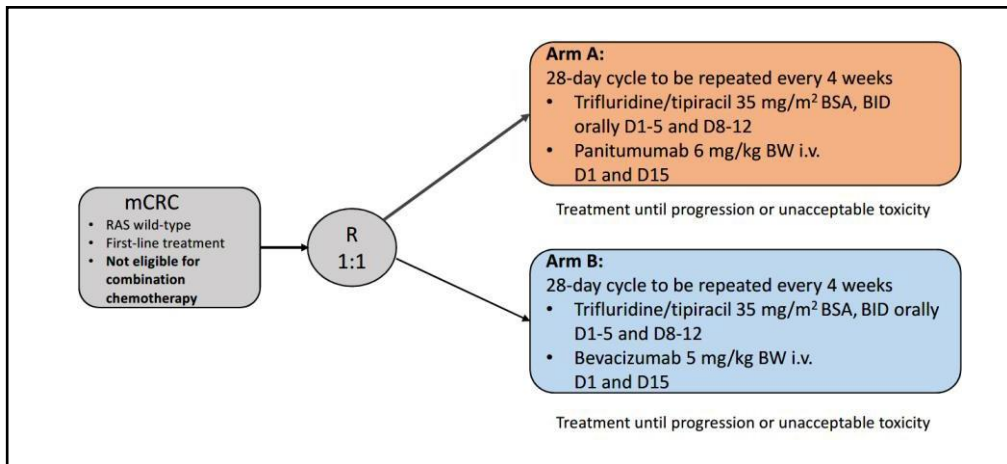 mCRC
• RAS wild-type
• First-line treatment
• Not eligible for
combination
chemotherapy
R
1:1
Arm A:
28-day cycle to be repeated every 4 weeks
• Trifluridine/tipiracil 35 mg/m² BSA, BID
orally D1-5 and D8-12
• Panitumumab 6 mg/kg BW i.v.
D1 and D15
Treatment until progression or unacceptable toxicity
Arm B:
28-day cycle to be repeated every 4 weeks
• Trifluridine/tipiracil 35 mg/m² BSA, BID orally
D1-5 and D8-12
• Bevacizumab 5 mg/kg BW i.v.
D1 and D15
Treatment until progression or unacceptable toxicity